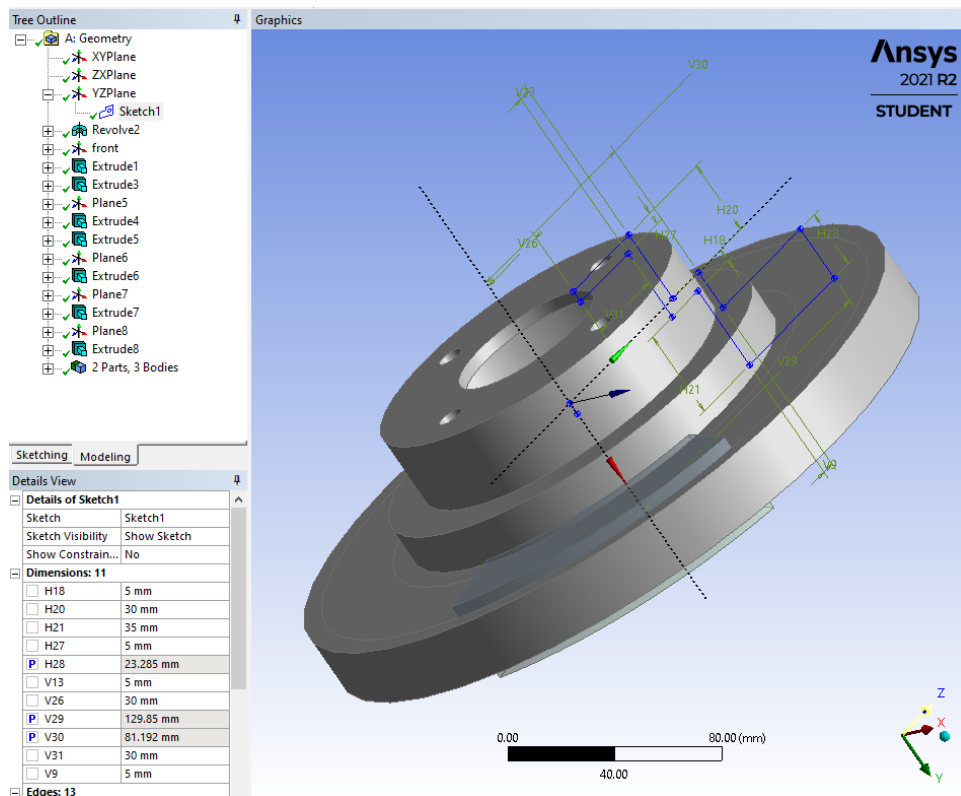 Tree Outline
A: Geometry
XYPlane
ZXPlane
YZPlane
Sketch1
Revolve2
front
Extrude1
Extrude3
Plane5
Extrude4
Extrude5
Plane6
Extrude6
Plane7
Extrude7
Plane8
Extrude8
2 Parts, 3 Bodies
Sketching Modeling
Details View
Details of Sketch1
Sketch Sketch1
Sketch Visibility Show Sketch
Show Constrain... No
Dimensions: 11
H18 5 mm
H20 30 mm
H21 35 mm
H27 5 mm
P H28 23.285 mm
V13 5 mm
V26 30 mm
P V29 129.85 mm
P V30 81.192 mm
V31 30 mm
V9 5 mm
Edges: 13
Graphics
Ansys
2021 R2
STUDENT
V30
H20
H18
H28
V26
V31
V29
H21
V9
0.00 80.00 (mm)
40.00
Z
X
Y